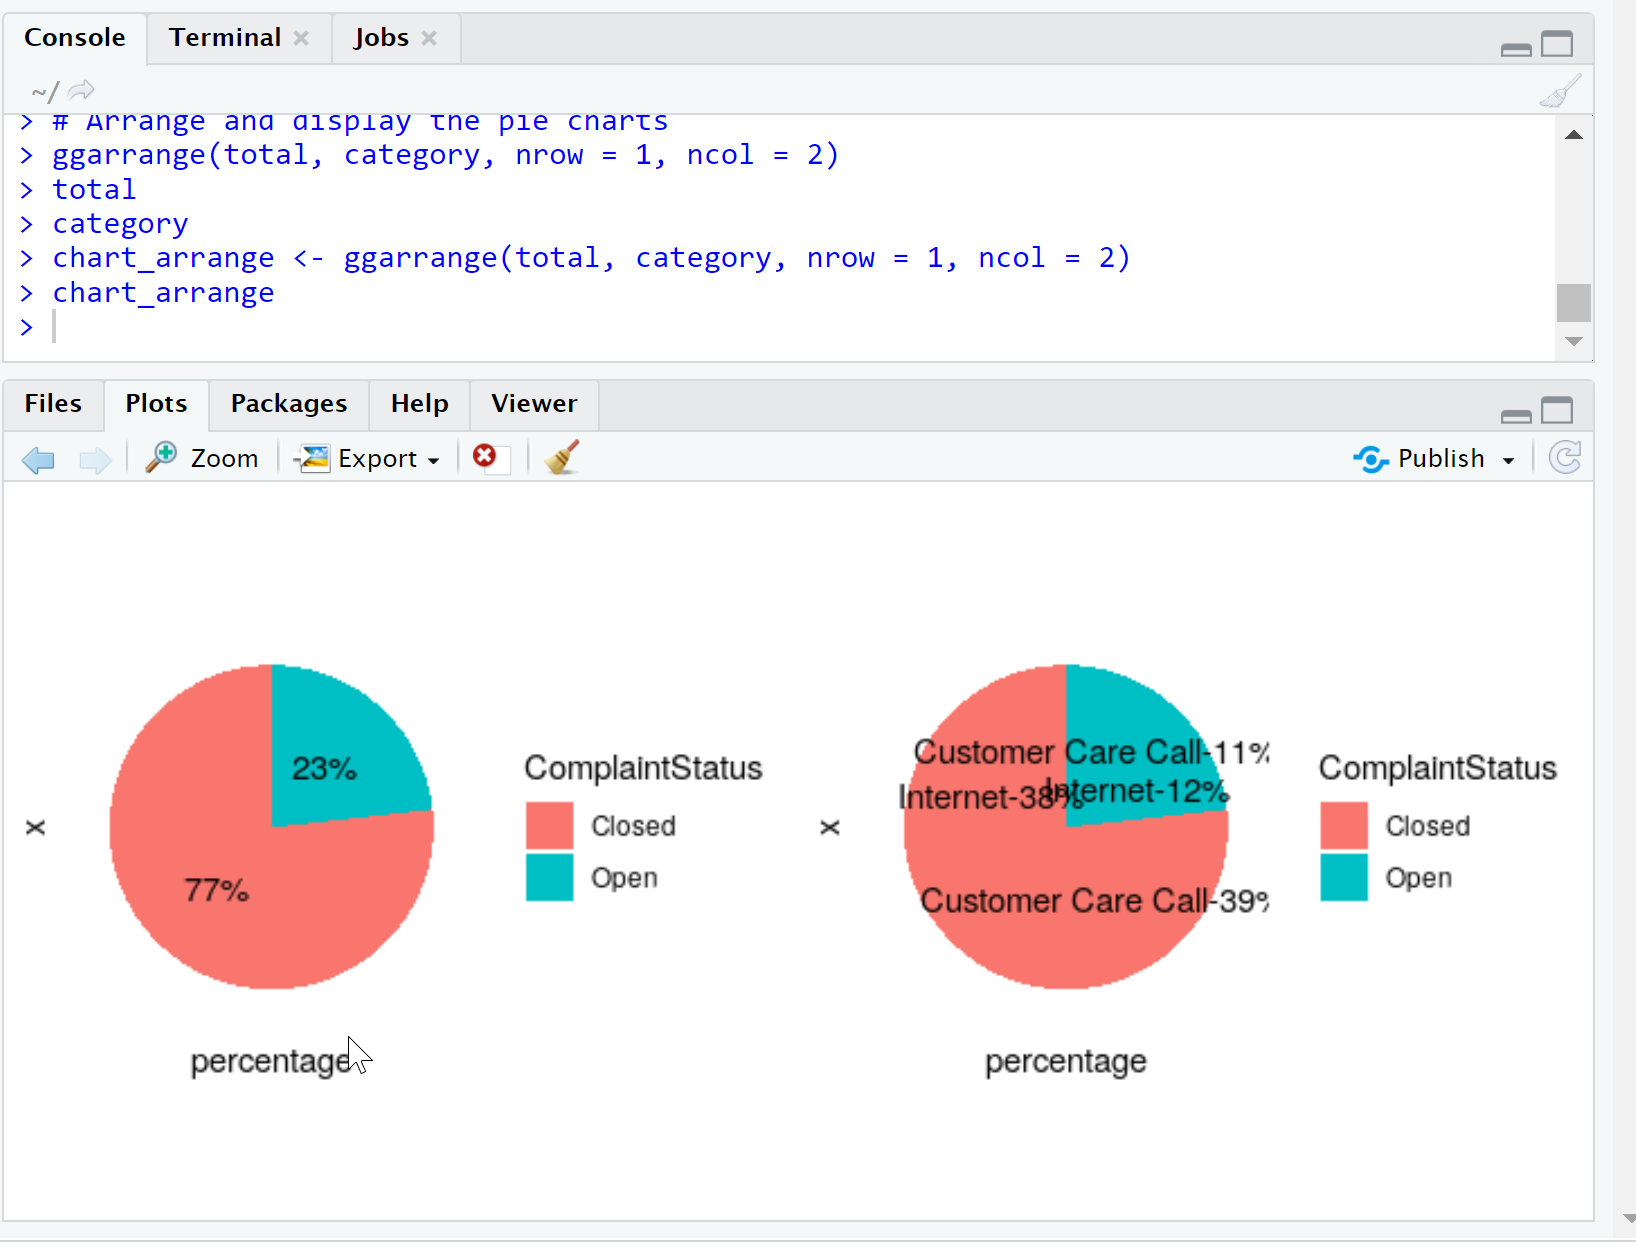 Console Terminal Jobs
~/
> # Arrange and display the pie charts
> ggarrange(total, category, nrow = 1, ncol = 2)
> total
> category
> chart_arrange <- ggarrange(total, category, nrow = 1, ncol = 2)
> chart_arrange
>
Files Plots Packages Help Viewer
Zoom Export Publish
23%
77%
x
percentage
ComplaintStatus
Closed
Open
Customer Care Call-11%
Internet-38%
Internet-12%
Customer Care Call-39%
x
percentage
ComplaintStatus
Closed
Open